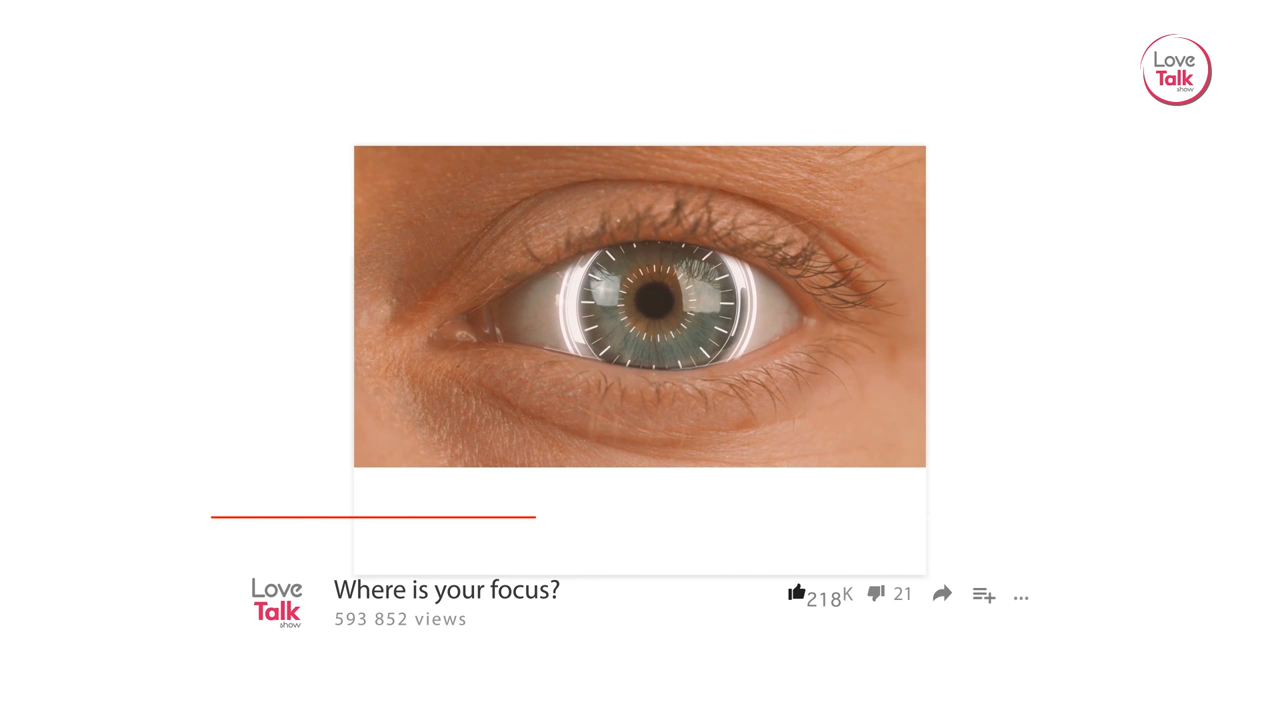 Love
Talk
show
Love
Talk
show
Where is your focus?
593 852 views
218K
21
...